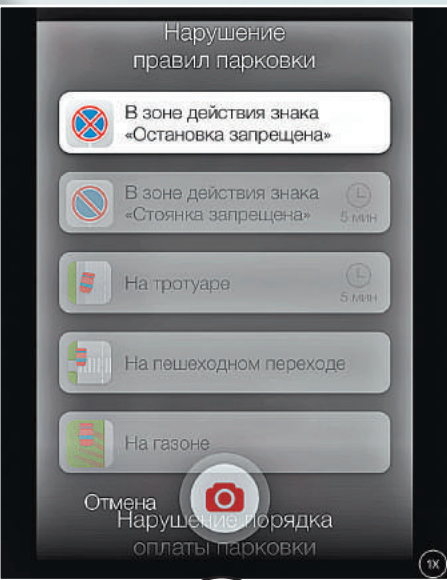 Нарушение
правил парковки
В зоне действия знака
«Остановка запрещена»
В зоне действия знака
«Стоянка запрещена»
5 мин
На тротуаре
5 мин
На пешеходном переходе
На газоне
Отмена
Нарушение порядка
оплаты парковки
1X